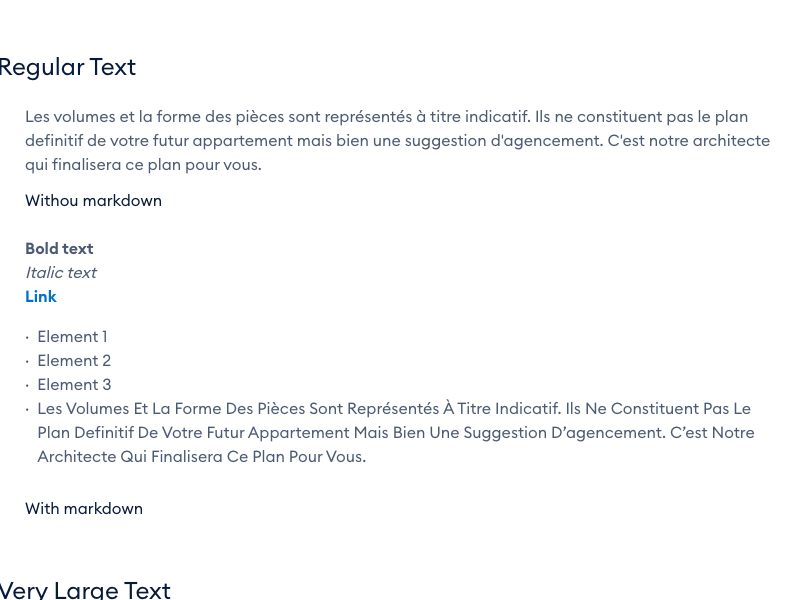 Regular Text
Les volumes et la forme des pièces sont représentés à titre indicatif. Ils ne constituent pas le plan
definitif de votre futur appartement mais bien une suggestion d'agencement. C'est notre architecte
qui finalisera ce plan pour vous.
Withou markdown
Bold text
Italic text
Link
· Element 1
· Element 2
· Element 3
· Les Volumes Et La Forme Des Pièces Sont Représentés À Titre Indicatif. Ils Ne Constituent Pas Le
Plan Definitif De Votre Futur Appartement Mais Bien Une Suggestion D’agencement. C’est Notre
Architecte Qui Finalisera Ce Plan Pour Vous.
With markdown
Very Large Text